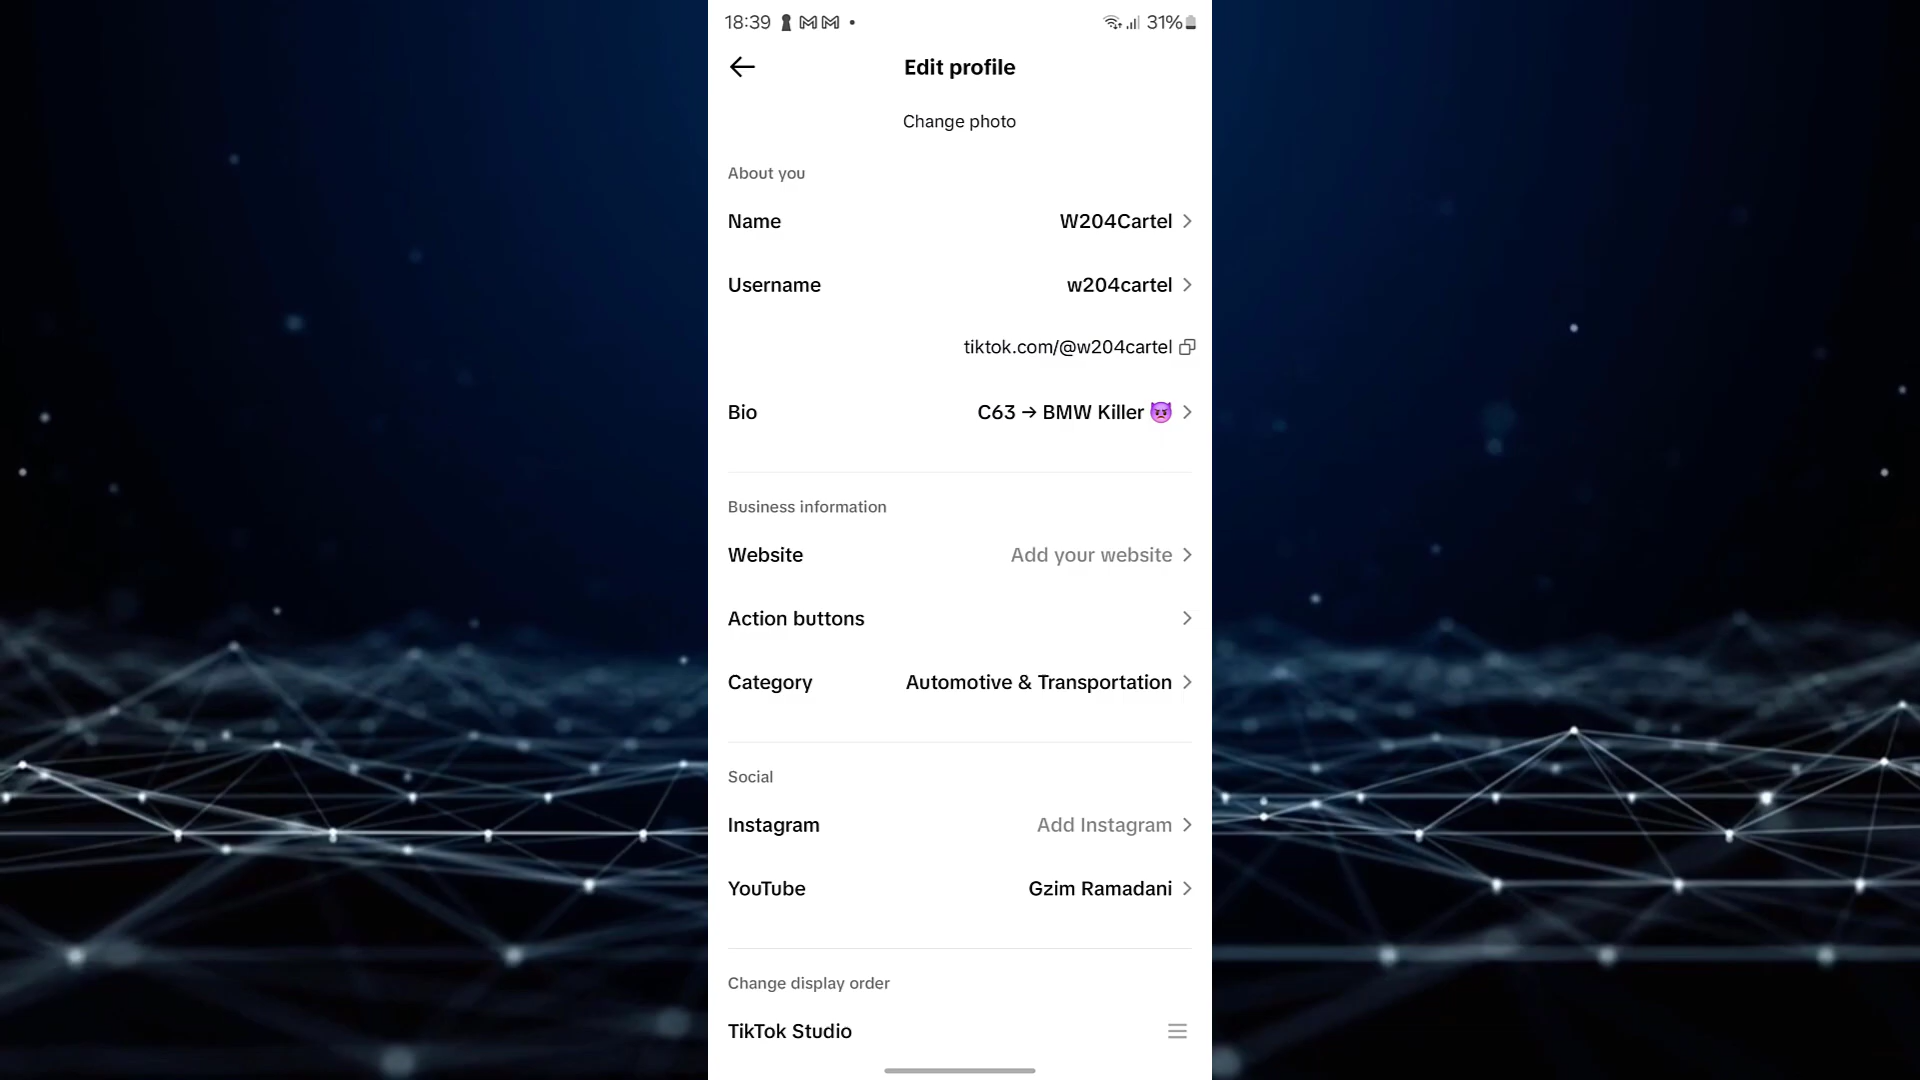 18:39 31%
Edit profile
Change photo
About you
Name W204Cartel
Username w204cartel
tiktok.com/@w204cartel
Bio C63 → BMW Killer 👿
Business information
Website Add your website
Action buttons
Category Automotive & Transportation
Social
Instagram Add Instagram
YouTube Gzim Ramadani
Change display order
TikTok Studio